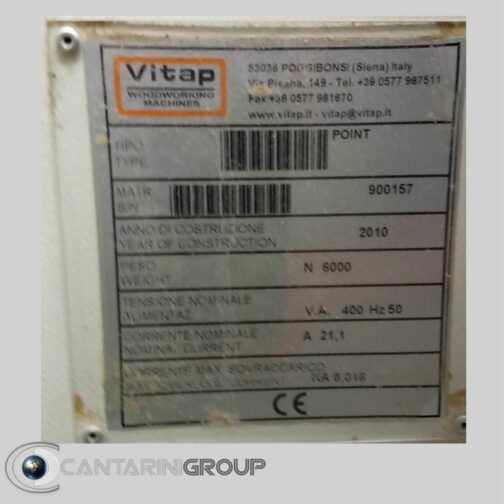 Vitap
WOODWORKING
MACHINES
53036 POGGIBONSI (Siena) Italy
Via Pisana, 149 - Tel. +39 0577 987511
Fax +39 0577 981670
www.vitap.it - vitap@vitap.it
TIPO
TYPE
POINT
MATR.
S/N
900157
ANNO DI COSTRUZIONE
YEAR OF CONSTRUCTION
2010
PESO
WEIGHT
N 6000
TENSIONE NOMINALE
ALIMENTAZ.
V.A. 400 Hz 50
CORRENTE NOMINALE
NOMINAL CURRENT
A 21,1
CORRENTE MAX. SOVRACCARICO
CURRENT
KA
CE
CANTARINIGROUP